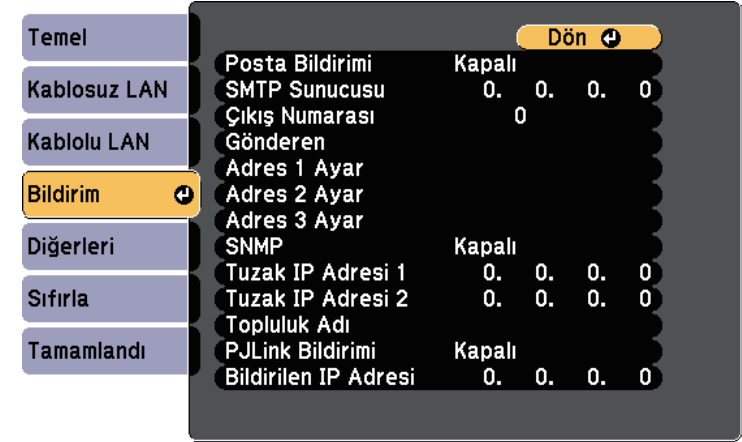 Temel
Kablosuz LAN
Kablolu LAN
Bildirim
Diğerleri
Sıfırla
Tamamlandı
Dön
Posta Bildirimi Kapalı
SMTP Sunucusu 0. 0. 0. 0
Çıkış Numarası 0
Gönderen
Adres 1 Ayar
Adres 2 Ayar
Adres 3 Ayar
SNMP Kapalı
Tuzak IP Adresi 1 0. 0. 0. 0
Tuzak IP Adresi 2 0. 0. 0. 0
Topluluk Adı
PJLink Bildirimi Kapalı
Bildirilen IP Adresi 0. 0. 0. 0